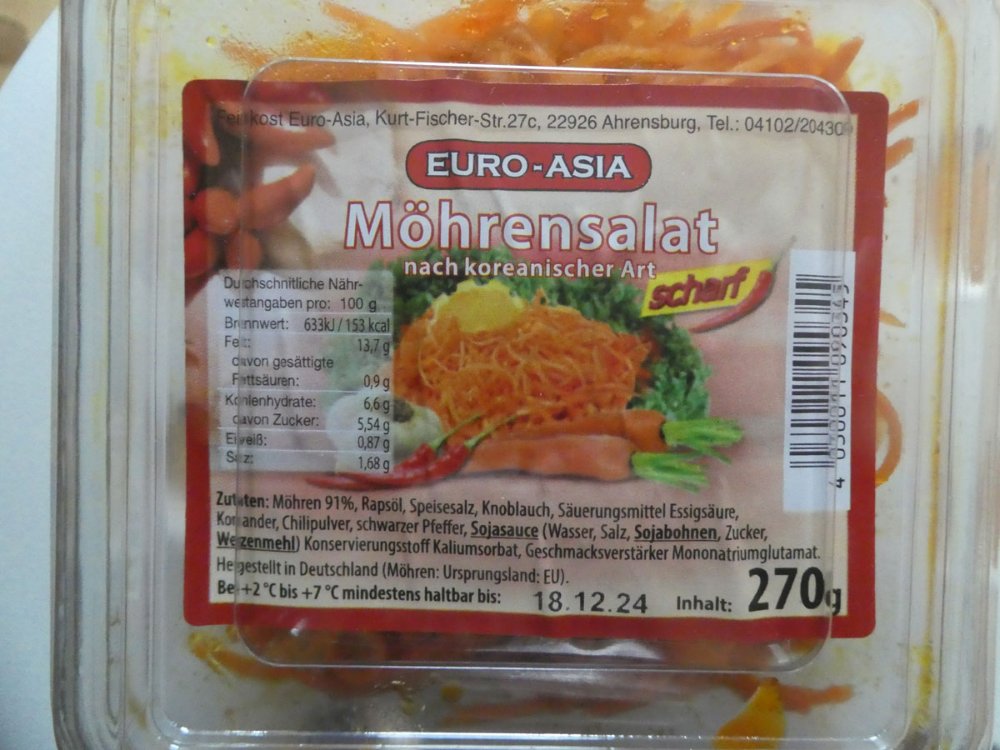 Feinkost Euro-Asia, Kurt-Fischer-Str.27c, 22926 Ahrensburg, Tel.: 04102/20430
EURO-ASIA
Möhrensalat
nach koreanischer Art
scharf
Durchschnittliche Nähr-
wertangaben pro: 100 g
Brennwert: 633kJ / 153 kcal
Fett: 13,7 g
davon gesättigte
Fettsäuren: 0,9 g
Kohlenhydrate: 6,6 g
davon Zucker: 5,54 g
Eiweiß: 0,87 g
Salz: 1,68 g
Zutaten: Möhren 91%, Rapsöl, Speisesalz, Knoblauch, Säuerungsmittel Essigsäure,
Koriander, Chilipulver, schwarzer Pfeffer, Sojasauce (Wasser, Salz, Sojabohnen, Zucker,
Weizenmehl) Konservierungsstoff Kaliumsorbat, Geschmacksverstärker Mononatriumglutamat.
Hergestellt in Deutschland (Möhren: Ursprungsland: EU).
Bei +2 °C bis +7 °C mindestens haltbar bis: 18.12.24 Inhalt: 270g